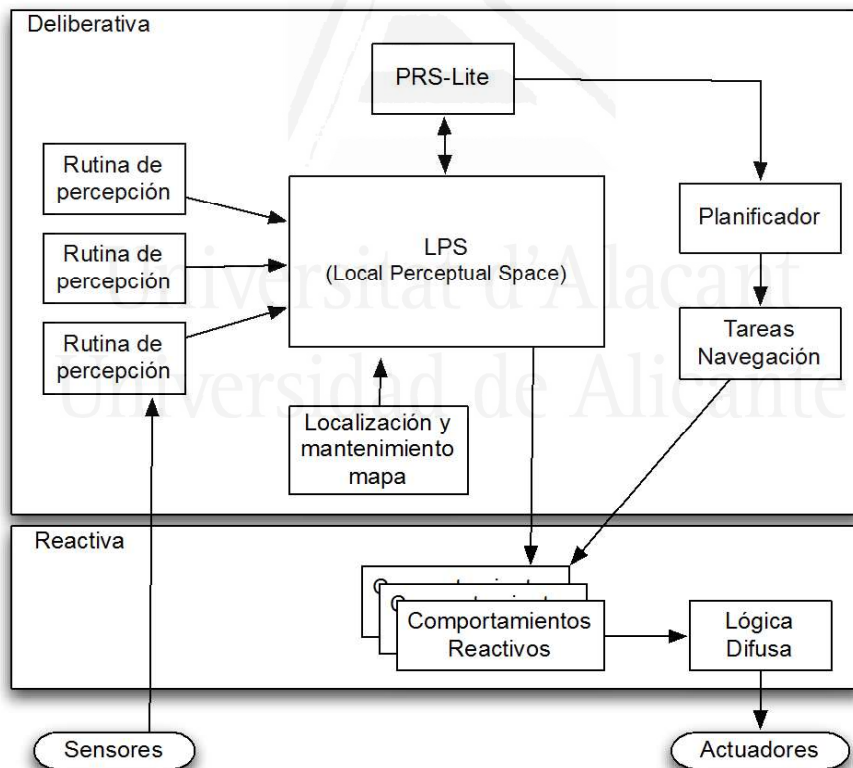 Deliberativa
PRS-Lite
Rutina de
percepción
Rutina de
percepción
Rutina de
percepción
LPS
(Local Perceptual Space)
Planificador
Tareas
Navegación
Localización y
mantenimiento
mapa
Universitat d'Alacant
Universidad de Alicante
Reactiva
Comportamientos
Reactivos
Lógica
Difusa
Sensores
Actuadores